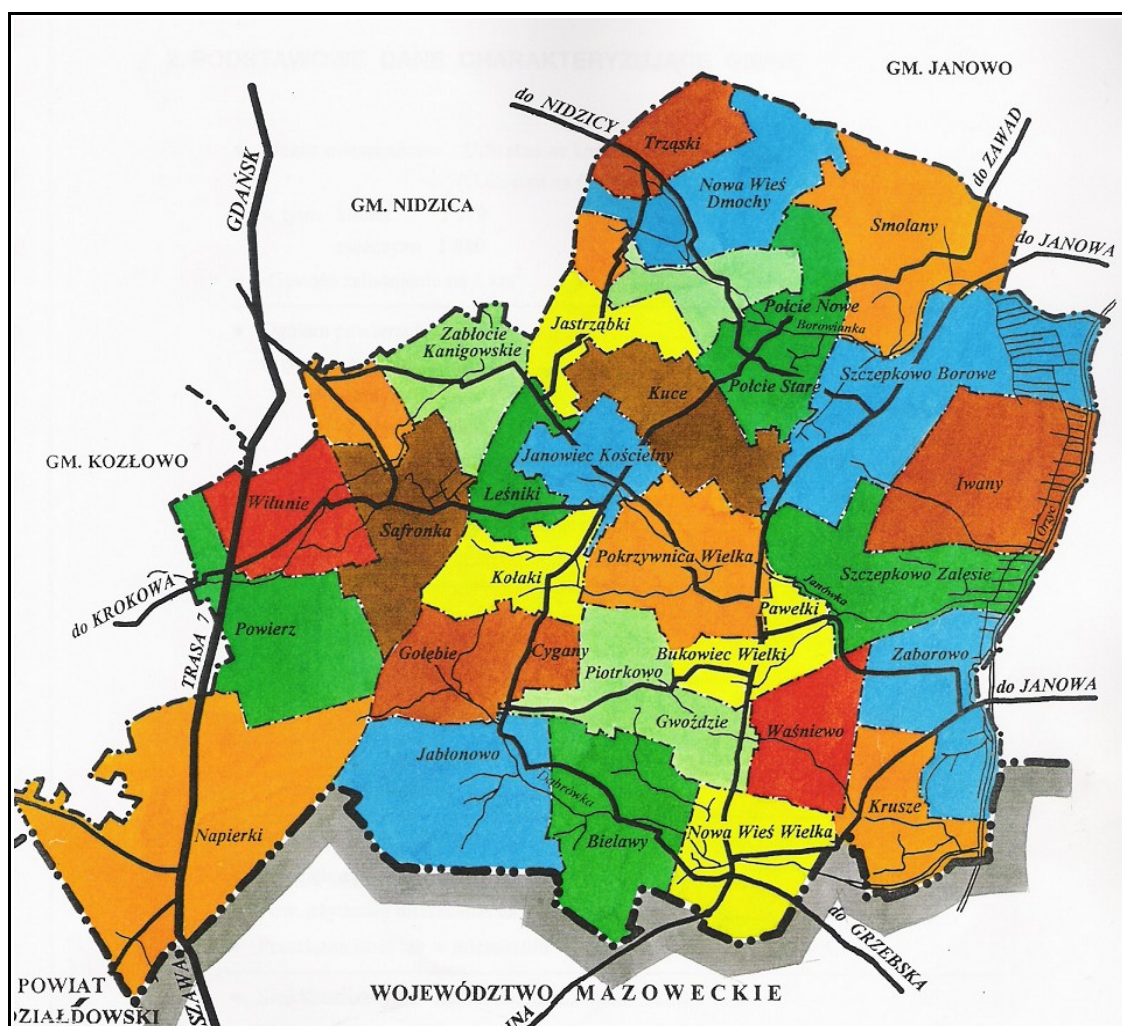 GM. JANOWO
do NIDZICY
Trząski
do ZAWAD
GDAŃSK
GM. NIDZICA
Nowa Wieś
Dmochy
Smolany
do JANOWA
Połcie Nowe
Jastrząbki
Borowianka
Zabłocie
Kanigowskie
Szczepkowo Borowe
Kuce
Połcie Stare
GM. KOZŁOWO
Janowiec Kościelny
Iwany
Wiłunie
Leśniki
Orzyc
Safronka
Pokrzywnica Wielka
Kołaki
Szczepkowo Zalesie
Janówka
do KROKOWA
Pawełki
Powierz
TRASA 7
Gołębie
Cygany
Bukowiec Wielki
Zaborowo
Piotrkowo
do JANOWA
Gwoździe
Waśniewo
Jabłonowo
Dąbrówka
Krusze
Napierki
Bielawy
Nowa Wieś Wielka
do GRZEBSKA
POWIAT
WOJEWÓDZTWO MAZOWECKIE